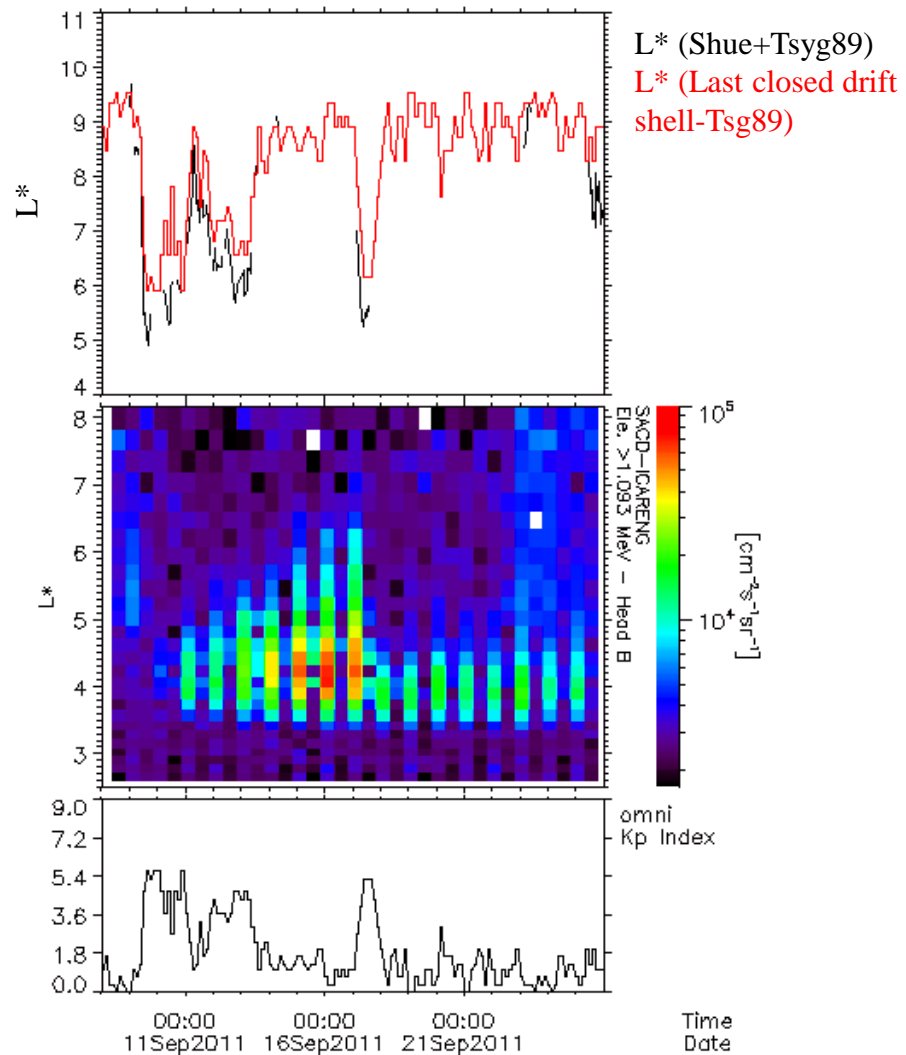 11
10
9
8
7
6
5
4
L*
L* (Shue+Tsyg89)
L* (Last closed drift
shell-Tsg89)
8
7
6
5
4
3
L*
SACD-ICARENG
Ele. >1.093 MeV - Head B
10⁵
10⁴
[cm⁻²s⁻¹sr⁻¹]
9.0
7.2
5.4
3.6
1.8
0.0
omni
Kp Index
00:00 00:00 00:00 Time
11Sep2011 16Sep2011 21Sep2011 Date